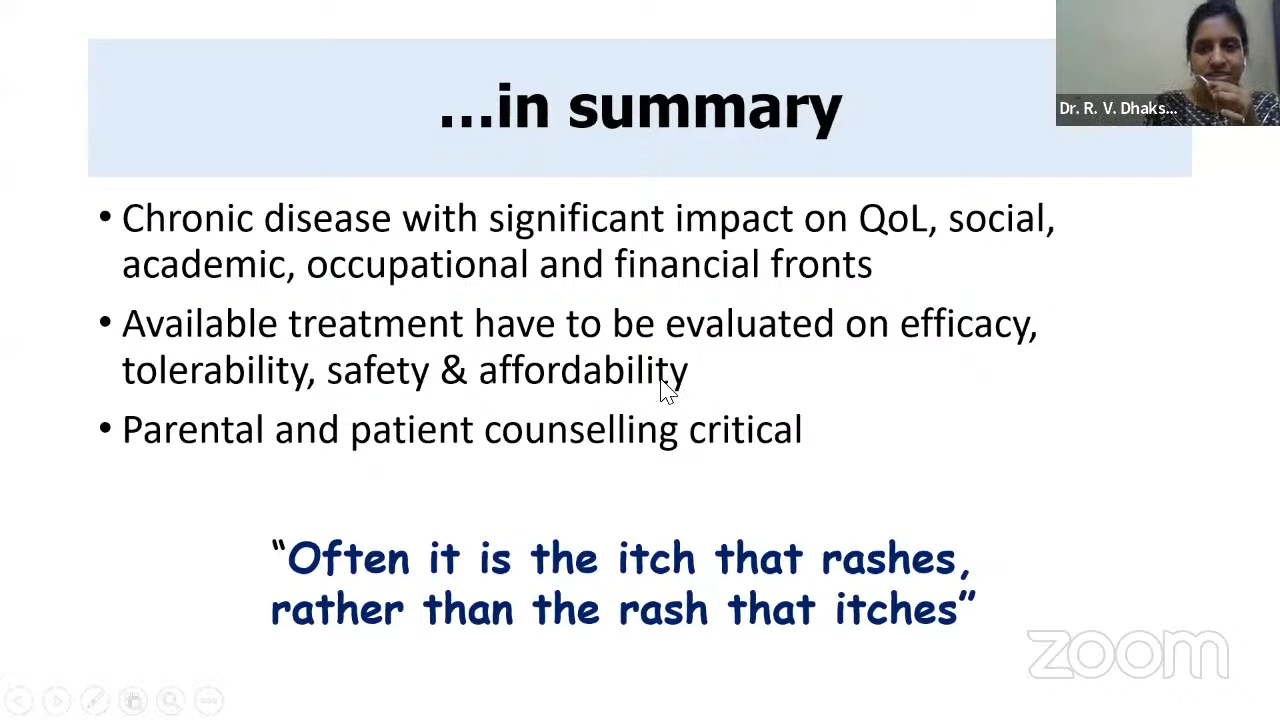 ...in summary
Dr. R. V. Dhaks...
• Chronic disease with significant impact on QoL, social,
academic, occupational and financial fronts
• Available treatment have to be evaluated on efficacy,
tolerability, safety & affordability
• Parental and patient counselling critical
“Often it is the itch that rashes,
rather than the rash that itches”
zoom